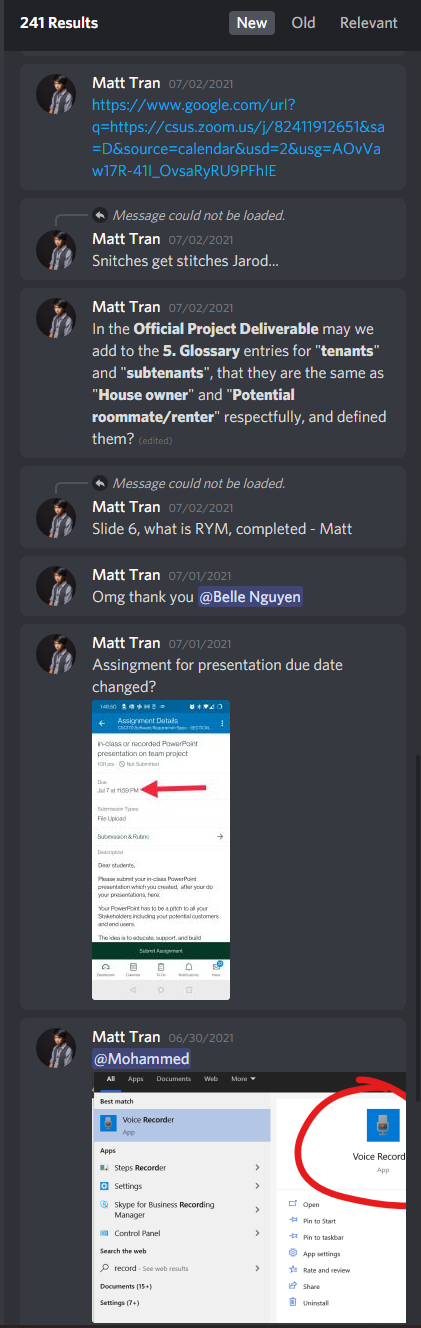 241 Results
New
Old
Relevant
Matt Tran 07/02/2021
https://www.google.com/url?
q=https://csus.zoom.us/j/82411912651&sa
=D&source=calendar&usd=2&usg=AOvVa
w17R-41I_OvsaRyRU9PFhIE
Message could not be loaded.
Matt Tran 07/02/2021
Snitches get stitches Jarod...
Matt Tran 07/02/2021
In the Official Project Deliverable may we
add to the 5. Glossary entries for "tenants"
and "subtenants", that they are the same as
"House owner" and "Potential
roommate/renter" respectfully, and defined
them? (edited)
Message could not be loaded.
Matt Tran 07/02/2021
Slide 6, what is RYM, completed - Matt
Matt Tran 07/01/2021
Omg thank you @Belle Nguyen
Matt Tran 07/01/2021
Assingment for presentation due date
changed?
Assignment Details
in-class or recorded PowerPoint
presentation on team project
100 pts Not Submitted
Due
Jul 7 at 11:59 PM
Submission Types
File Upload
Submission & Rubric
Description
Dear students,
Please submit your in-class PowerPoint
presentation which you created, after your do
your presentations, here.
Your PowerPoint has to be a pitch to all your
Stakeholders including your potential customers
and end users.
The idea is to educate, support, and build
Submit Assignment
Dashboard
Calendar
To Do
Notifications
Inbox
Matt Tran 06/30/2021
@Mohammed
All Apps Documents Web More
Best match
Voice Recorder
App
Apps
Steps Recorder
Settings
Skype for Business Recording
Manager
Control Panel
Search the web
record - See web results
Documents (15+)
Settings (7+)
Voice Record
App
Open
Pin to Start
Pin to taskbar
App settings
Rate and review
Share
Uninstall